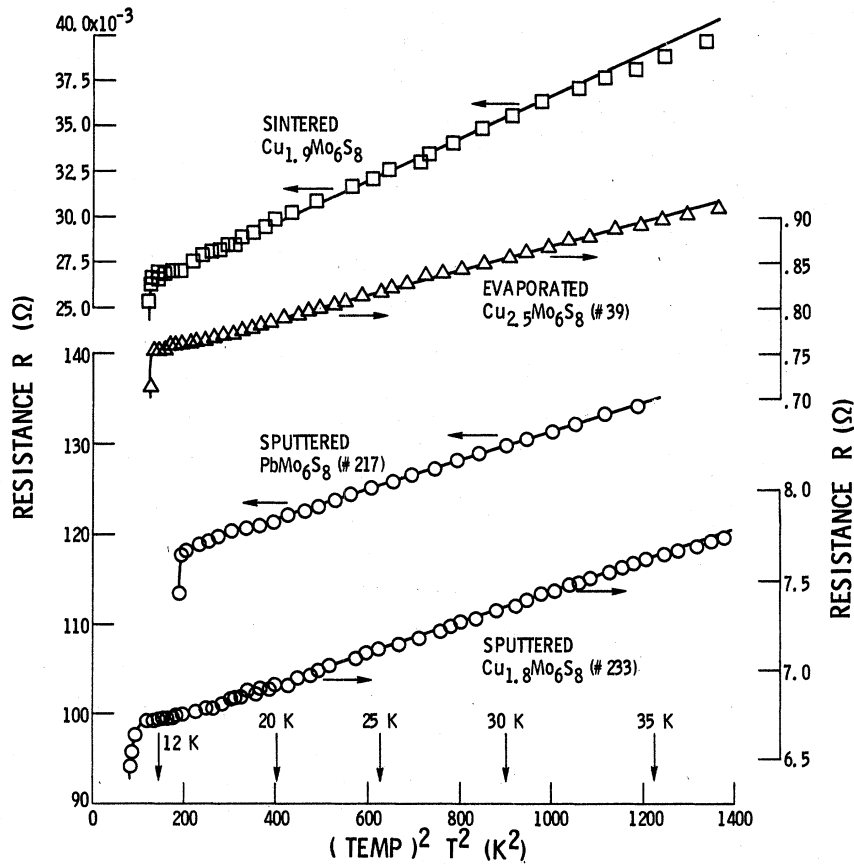 40.0x10⁻³
37.5
35.0
32.5
30.0
27.5
25.0
140
130
120
110
100
90
RESISTANCE R (Ω)
SINTERED
Cu₁.₉Mo₆S₈
EVAPORATED
Cu₂.₅Mo₆S₈ (#39)
SPUTTERED
PbMo₆S₈ (#217)
SPUTTERED
Cu₁.₈Mo₆S₈ (#233)
.90
.85
.80
.75
.70
8.0
7.5
7.0
6.5
RESISTANCE R (Ω)
12 K
20 K
25 K
30 K
35 K
0 200 400 600 800 1000 1200 1400
(TEMP)² T² (K²)